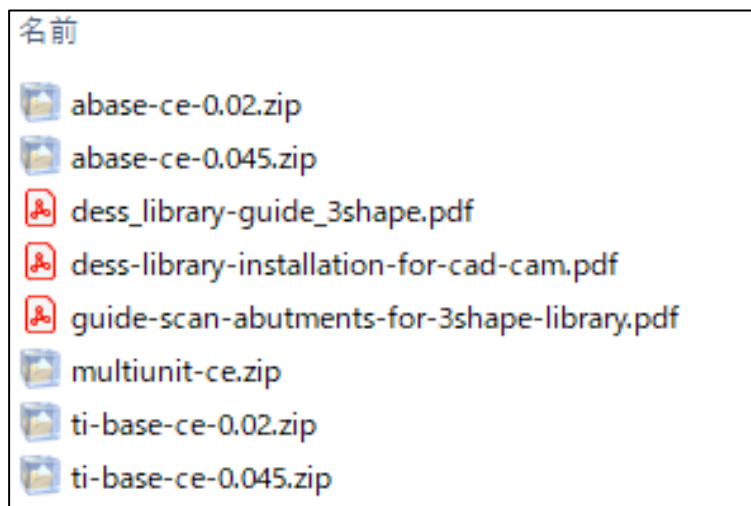 名前
abase-ce-0.02.zip
abase-ce-0.045.zip
dess_library-guide_3shape.pdf
dess-library-installation-for-cad-cam.pdf
guide-scan-abutments-for-3shape-library.pdf
multiunit-ce.zip
ti-base-ce-0.02.zip
ti-base-ce-0.045.zip